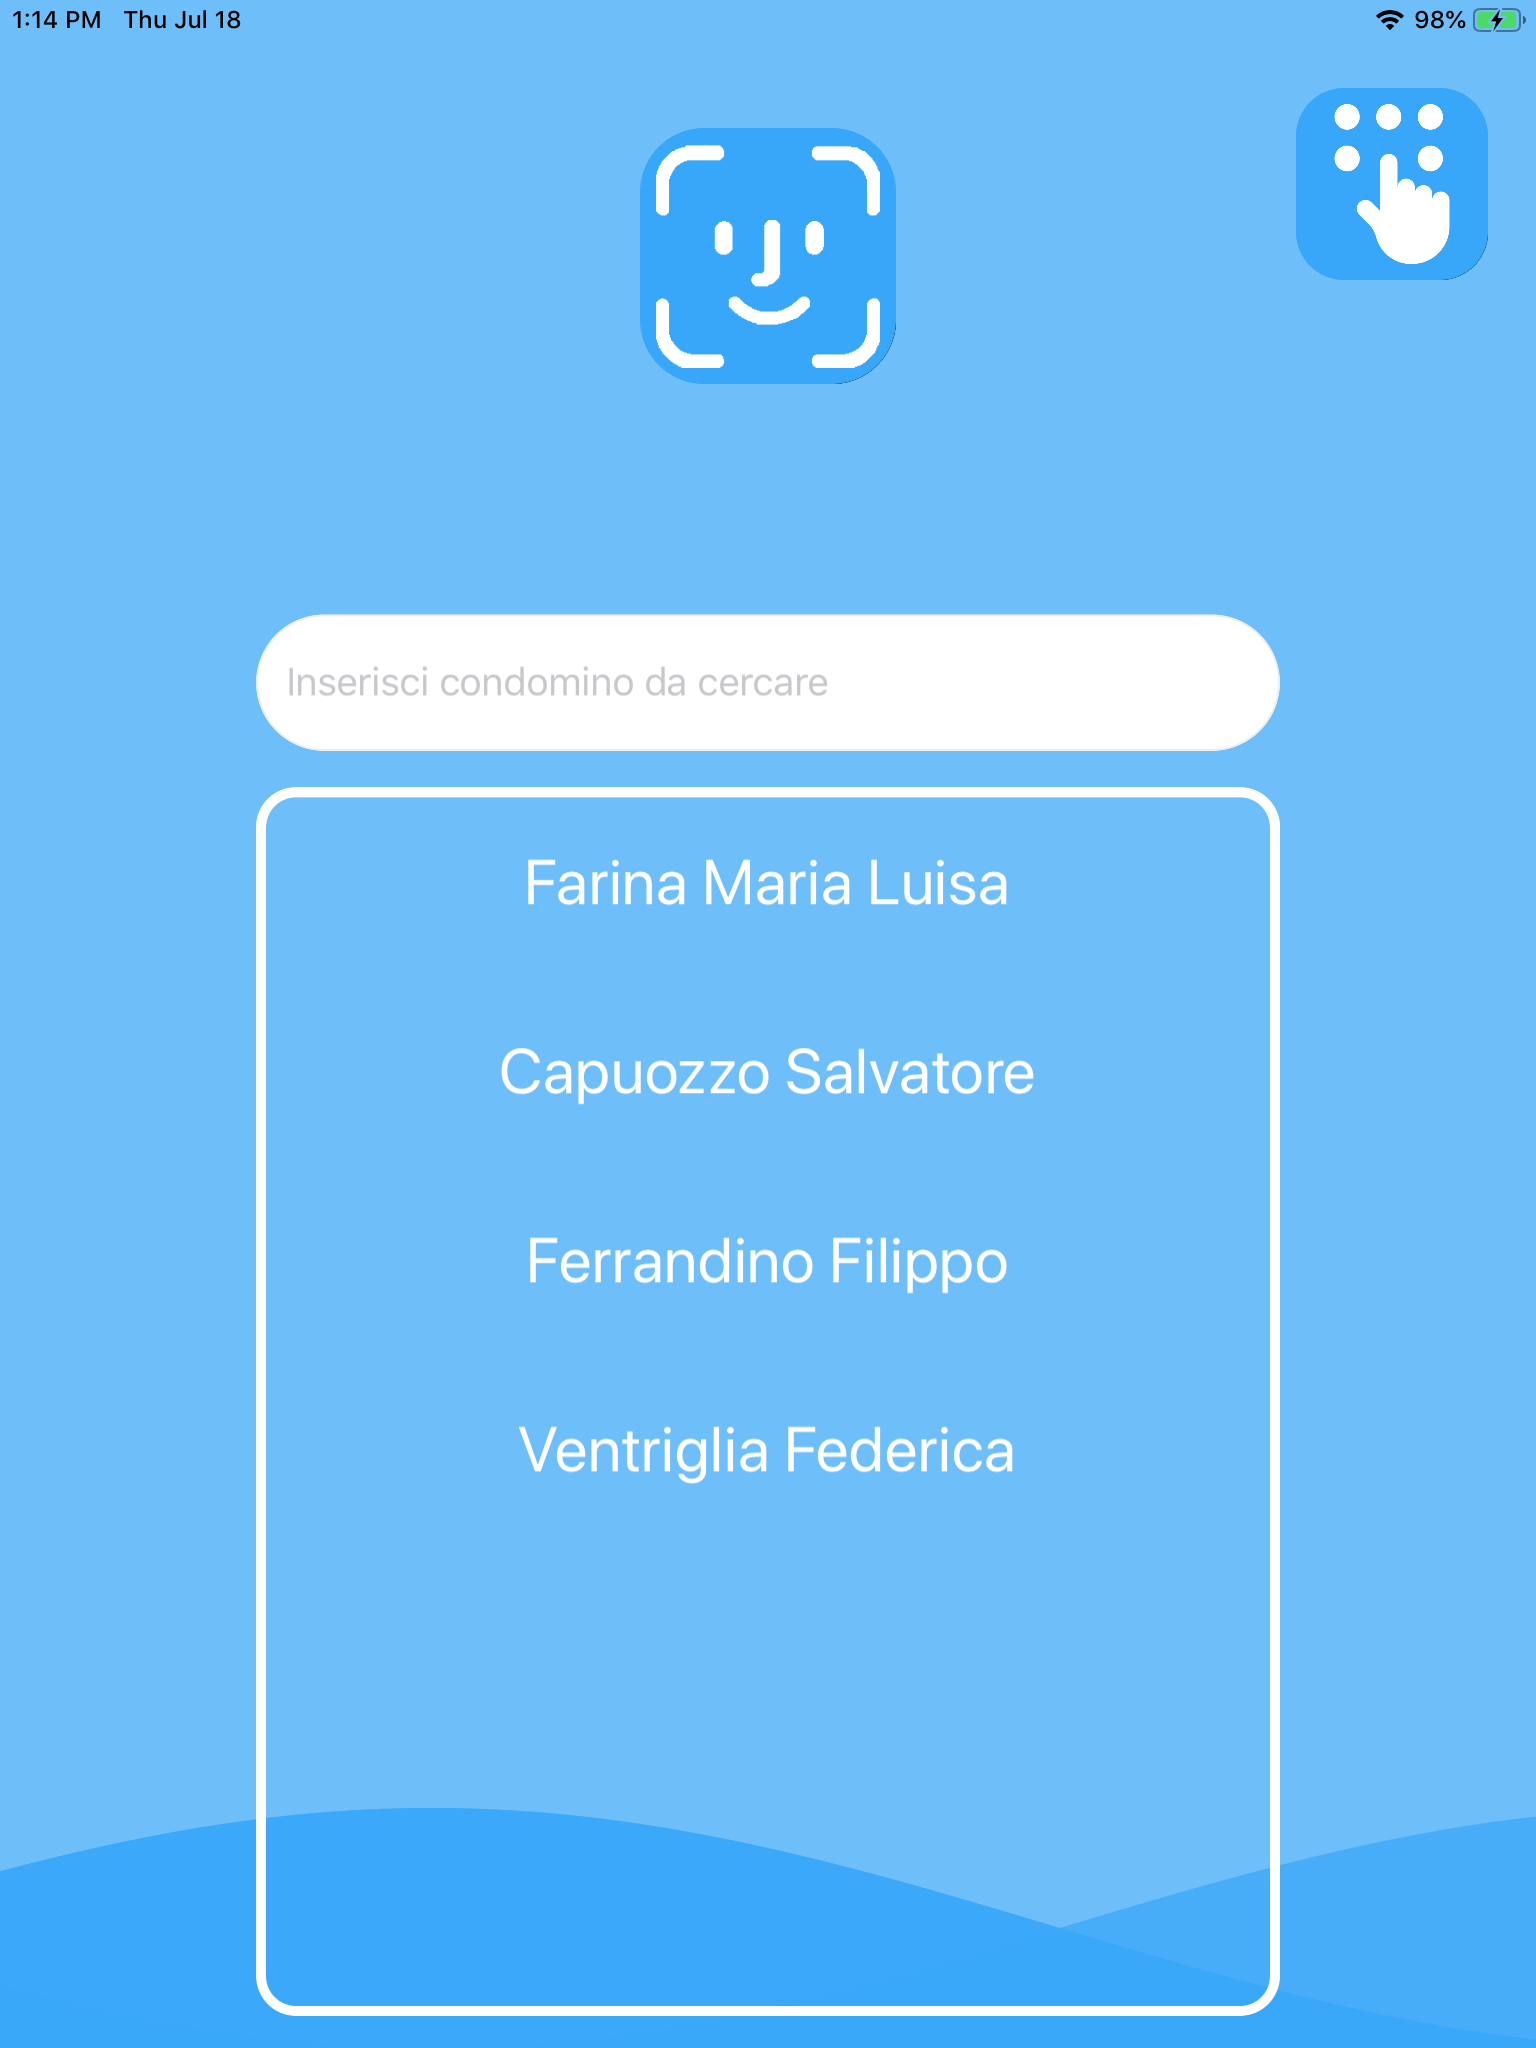 1:14 PM Thu Jul 18 98%
Inserisci condomino da cercare
Farina Maria Luisa
Capuozzo Salvatore
Ferrandino Filippo
Ventriglia Federica